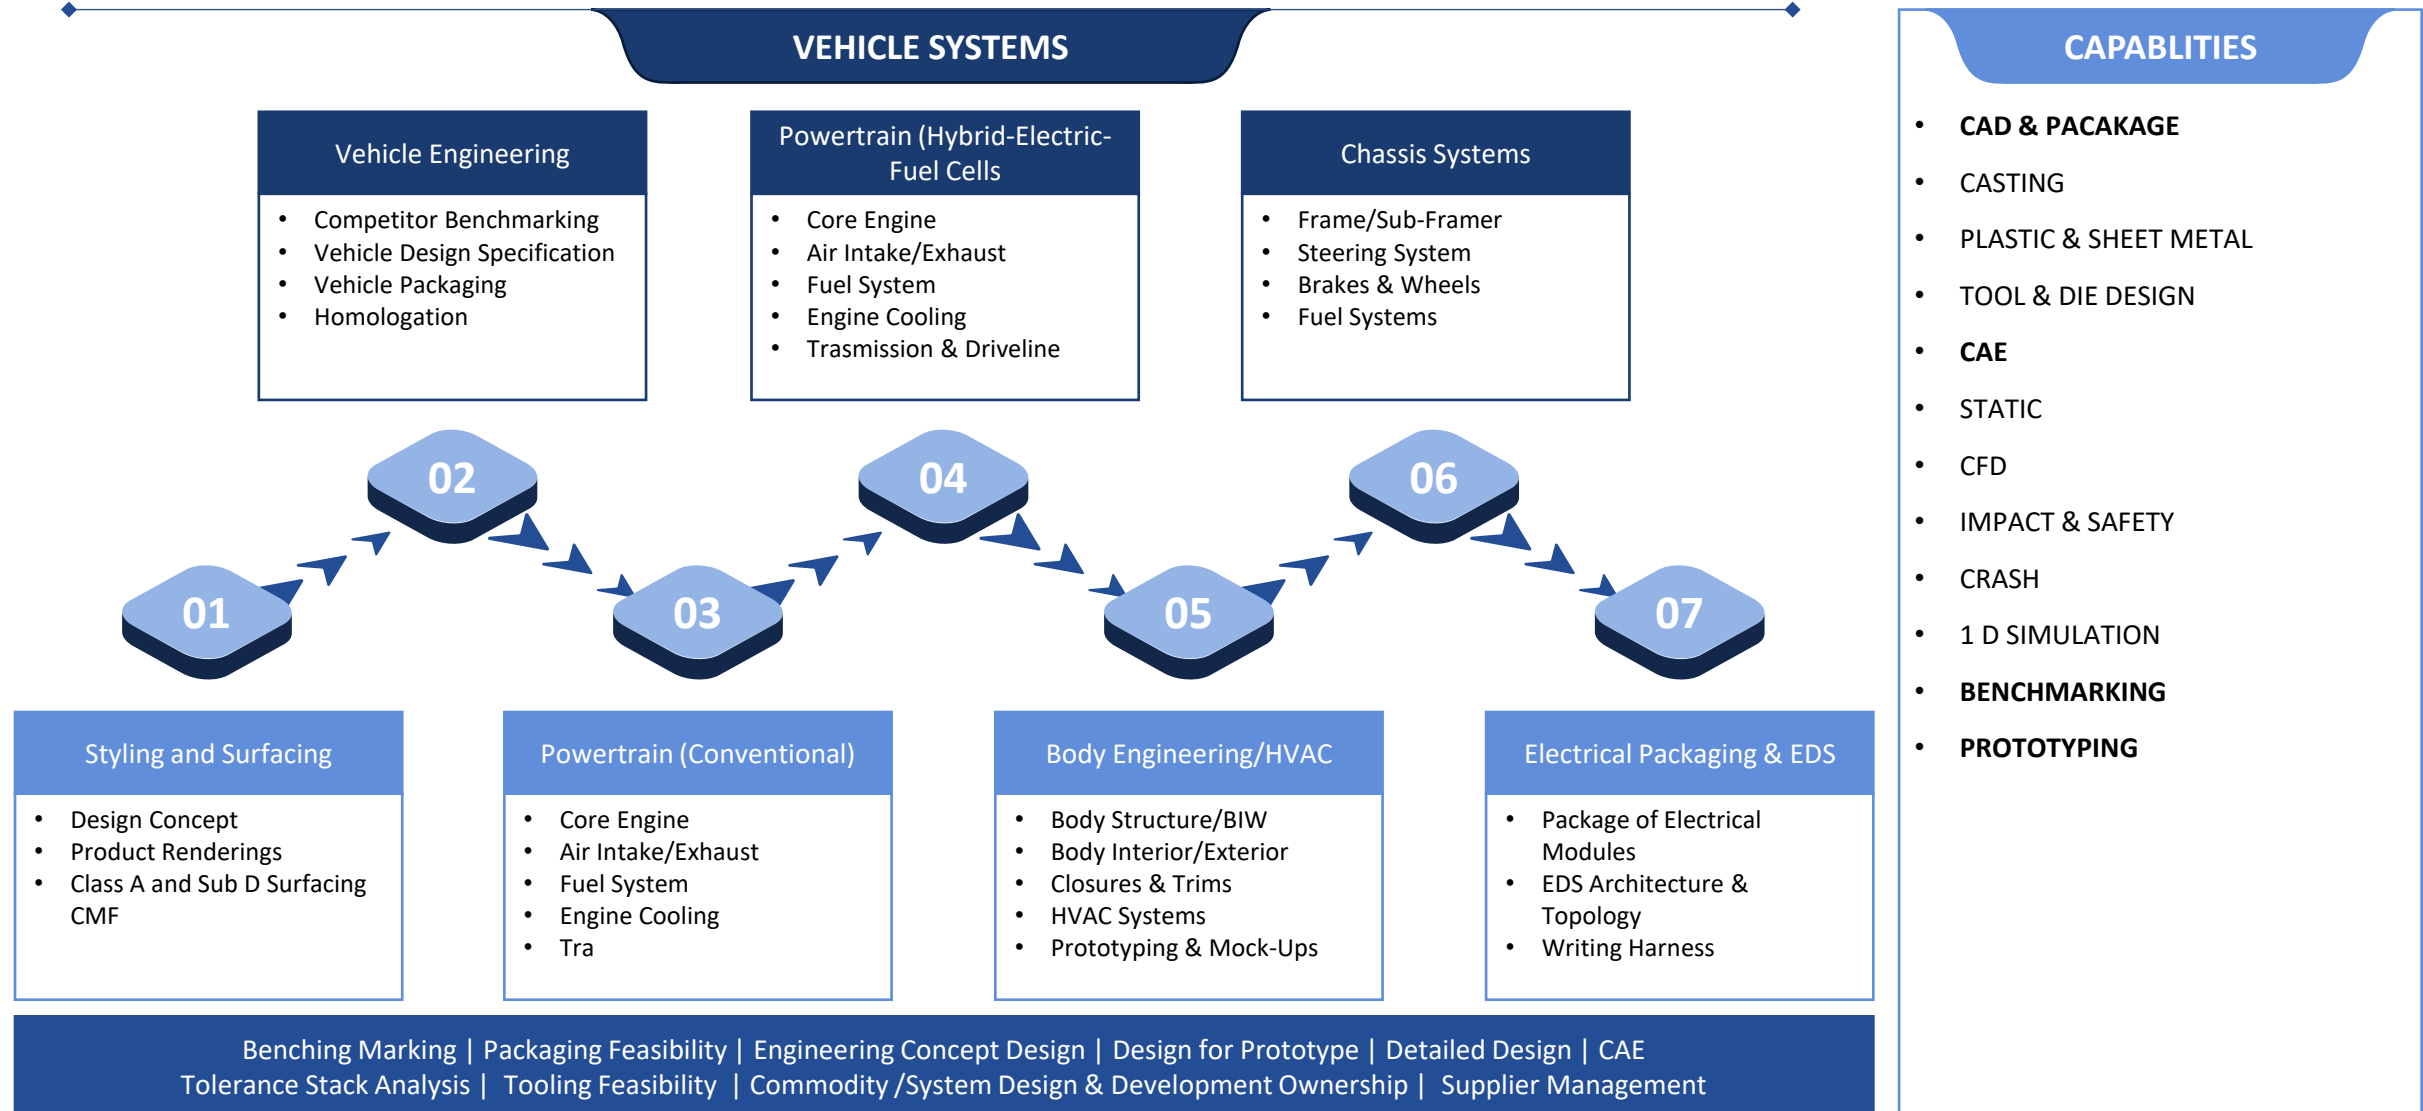 VEHICLE SYSTEMS
Vehicle Engineering
• Competitor Benchmarking
• Vehicle Design Specification
• Vehicle Packaging
• Homologation
Powertrain (Hybrid-Electric-
Fuel Cells
• Core Engine
• Air Intake/Exhaust
• Fuel System
• Engine Cooling
• Trasmission & Driveline
Chassis Systems
• Frame/Sub-Framer
• Steering System
• Brakes & Wheels
• Fuel Systems
02
04
06
01
03
05
07
Styling and Surfacing
• Design Concept
• Product Renderings
• Class A and Sub D Surfacing
CMF
Powertrain (Conventional)
• Core Engine
• Air Intake/Exhaust
• Fuel System
• Engine Cooling
• Tra
Body Engineering/HVAC
• Body Structure/BIW
• Body Interior/Exterior
• Closures & Trims
• HVAC Systems
• Prototyping & Mock-Ups
Electrical Packaging & EDS
• Package of Electrical
Modules
• EDS Architecture &
Topology
• Writing Harness
Benching Marking | Packaging Feasibility | Engineering Concept Design | Design for Prototype | Detailed Design | CAE
Tolerance Stack Analysis | Tooling Feasibility | Commodity /System Design & Development Ownership | Supplier Management
CAPABLITIES
• CAD & PACAKAGE
• CASTING
• PLASTIC & SHEET METAL
• TOOL & DIE DESIGN
• CAE
• STATIC
• CFD
• IMPACT & SAFETY
• CRASH
• 1 D SIMULATION
• BENCHMARKING
• PROTOTYPING